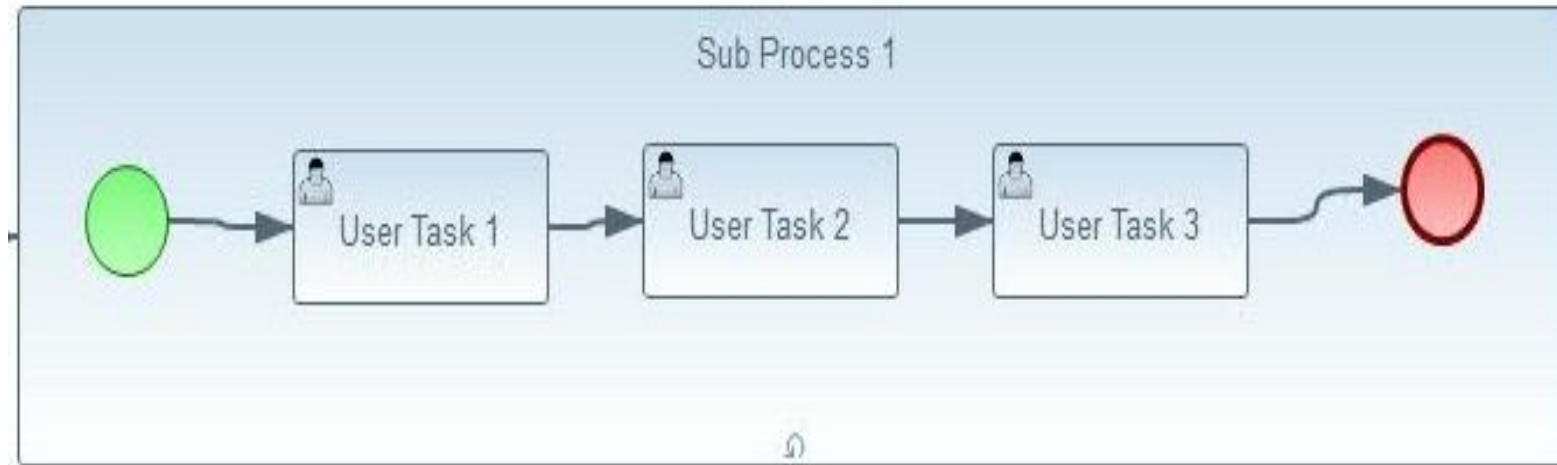 Sub Process 1
User Task 1
User Task 2
User Task 3